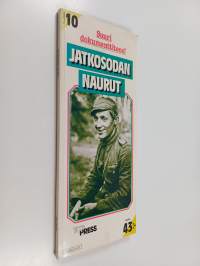 10
Suuri
dokumenttikirja!
JATKOSODAN
NAURUT
PRESS
43:-